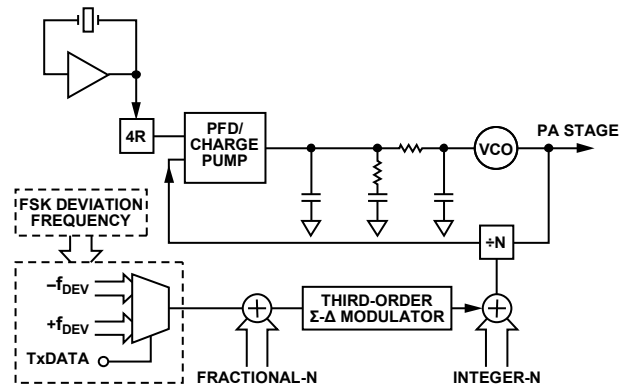 4R
PFD/
CHARGE
PUMP
VCO
PA STAGE
FSK DEVIATION
FREQUENCY
÷N
–fDEV
+fDEV
TxDATA
+
THIRD-ORDER
Σ-Δ MODULATOR
+
FRACTIONAL-N
INTEGER-N